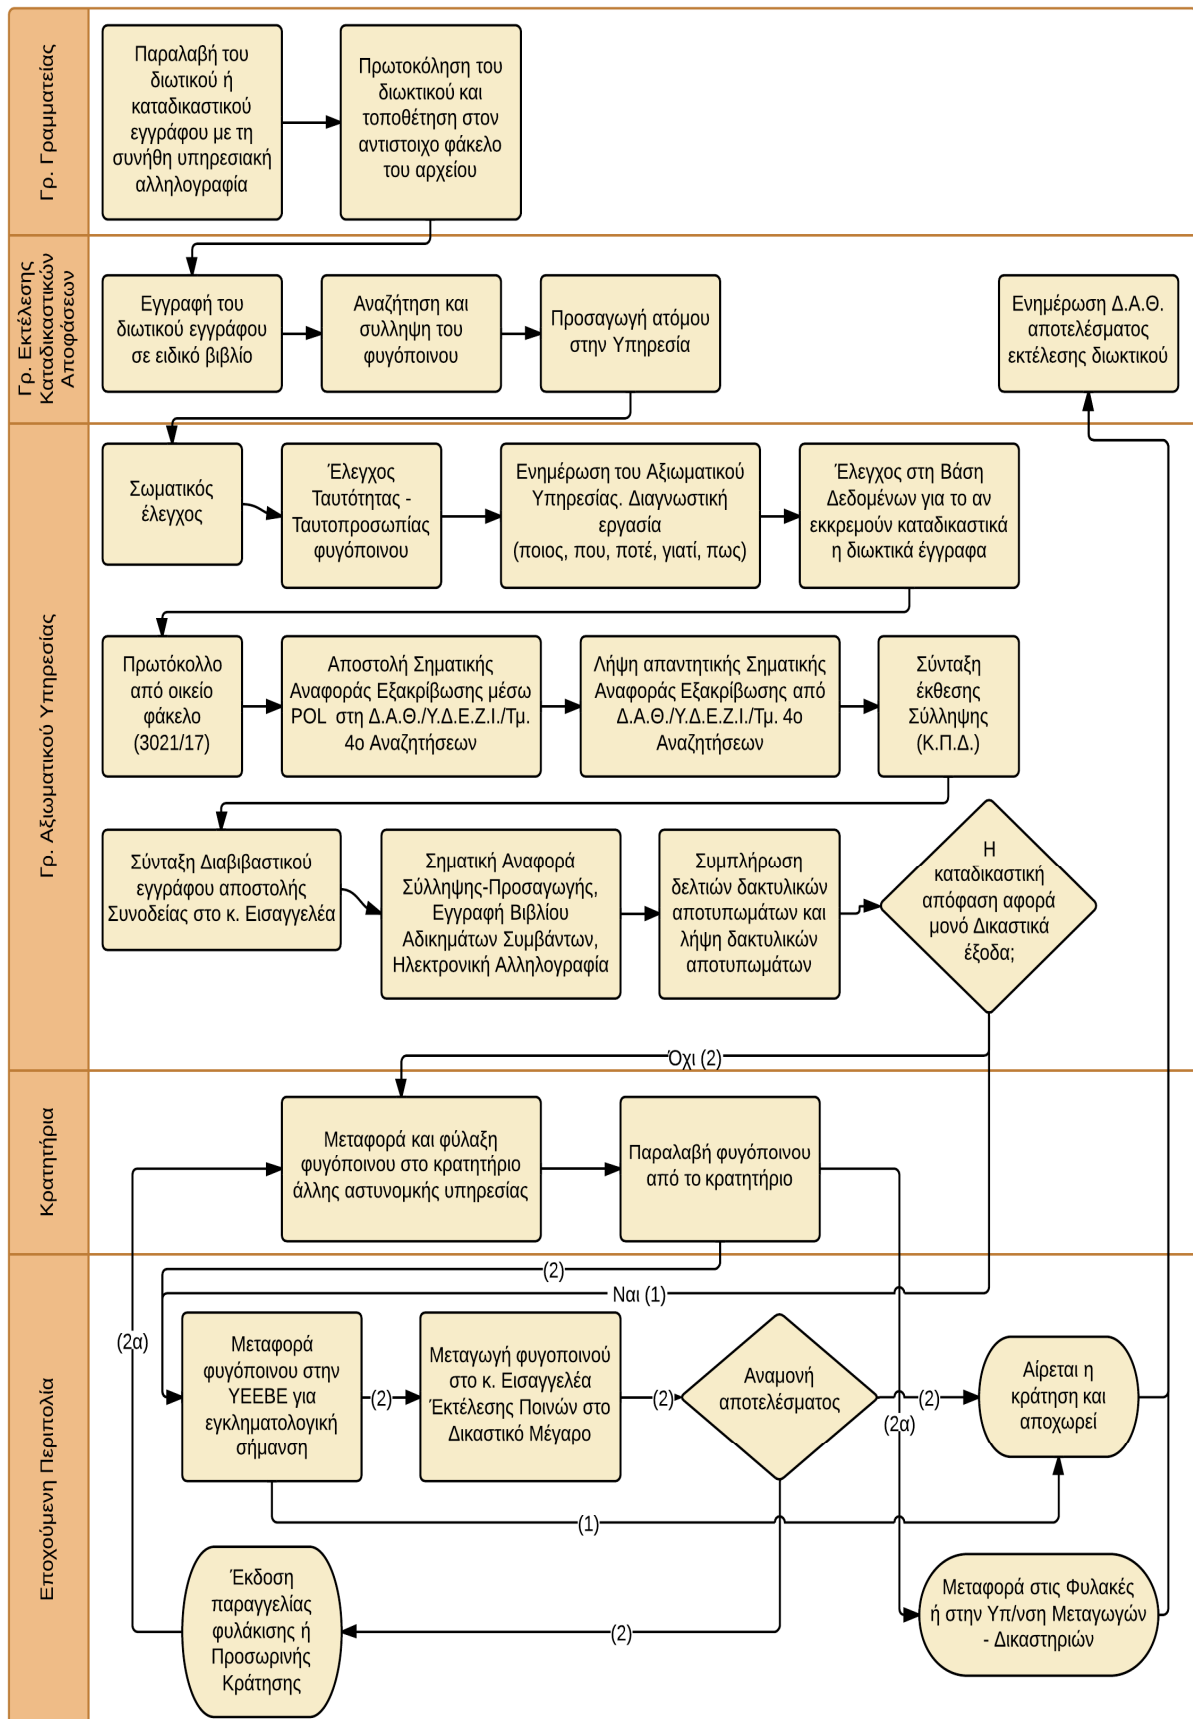 Γρ. Γραμματείας
Παραλαβή του
διωτικού ή
καταδικαστικού
εγγράφου με τη
συνήθη υπηρεσιακή
αλληλογραφία
Πρωτοκόληση του
διωκτικού και
τοποθέτηση στον
αντιστοιχο φάκελο
του αρχείου
Γρ. Εκτέλεσης
Καταδικαστικών
Αποφάσεων
Εγγραφή του
διωτικού εγγράφου
σε ειδικό βιβλίο
Αναζήτηση και
συλληψη του
φυγόποινου
Προσαγωγή ατόμου
στην Υπηρεσία
Ενημέρωση Δ.Α.Θ.
αποτελέσματος
εκτέλεσης διωκτικού
Γρ. Αξιωματικού Υπηρεσίας
Σωματικός
έλεγχος
Έλεγχος
Ταυτότητας -
Ταυτοπροσωπίας
φυγόποινου
Ενημέρωση του Αξιωματικού
Υπηρεσίας. Διαγνωστική
εργασία
(ποιος, που, ποτέ, γιατί, πως)
Έλεγχος στη Βάση
Δεδομένων για το αν
εκκρεμούν καταδικαστικά
η διωκτικά έγγραφα
Πρωτόκολλο
από οικείο
φάκελο
(3021/17)
Αποστολή Σηματικής
Αναφοράς Εξακρίβωσης μέσω
POL στη Δ.Α.Θ./Υ.Δ.Ε.Ζ.Ι./Τμ.
4ο Αναζητήσεων
Λήψη απαντητικής Σηματικής
Αναφοράς Εξακρίβωσης από
Δ.Α.Θ./Υ.Δ.Ε.Ζ.Ι./Τμ. 4ο
Αναζητήσεων
Σύνταξη
έκθεσης
Σύλληψης
(Κ.Π.Δ.)
Σύνταξη Διαβιβαστικού
εγγράφου αποστολής
Συνοδείας στο κ. Εισαγγελέα
Σηματική Αναφορά
Σύλληψης-Προσαγωγής,
Εγγραφή Βιβλίου
Αδικημάτων Συμβάντων,
Ηλεκτρονική Αλληλογραφία
Συμπλήρωση
δελτιών δακτυλικών
αποτυπωμάτων και
λήψη δακτυλικών
αποτυπωμάτων
Η
καταδικαστική
απόφαση αφορά
μονό Δικαστικά
έξοδα;
Όχι (2)
Κρατητήρια
Μεταφορά και φύλαξη
φυγόποινου στο κρατητήριο
άλλης αστυνομκής υπηρεσίας
Παραλαβή φυγόποινου
από το κρατητήριο
Εποχούμενη Περιπολία
(2)
Ναι (1)
(2α)
Μεταφορά
φυγόποινου στην
ΥΕΕΒΕ για
εγκληματολογική
σήμανση
(2)
Μεταγωγή φυγοποινού
στο κ. Εισαγγελέα
Έκτέλεσης Ποινών στο
Δικαστικό Μέγαρο
(2)
Αναμονή
αποτελέσματος
(2)
(2α)
Αίρεται η
κράτηση και
αποχωρεί
(1)
Έκδοση
παραγγελίας
φυλάκισης ή
Προσωρινής
Κράτησης
(2)
Μεταφορά στις Φυλακές
ή στην Υπ/νση Μεταγωγών
- Δικαστηριών